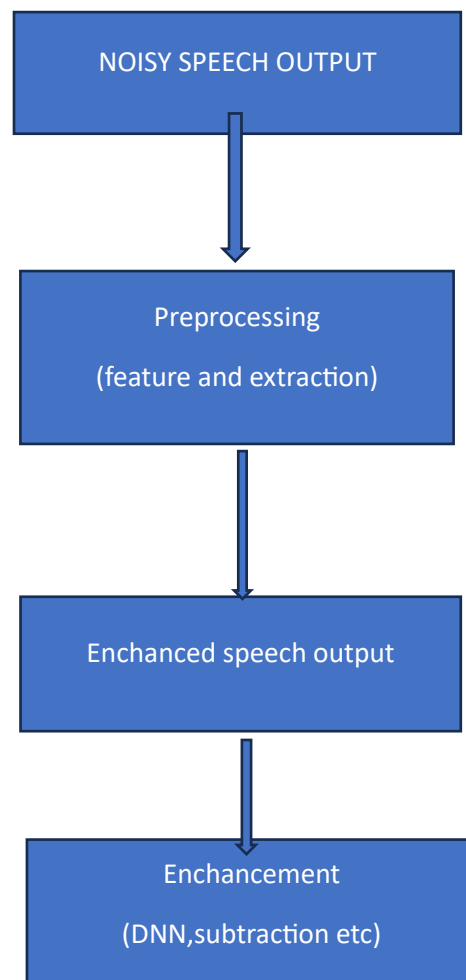 NOISY SPEECH OUTPUT
Preprocessing
(feature and extraction)
Enchanced speech output
Enchancement
(DNN,subtraction etc)